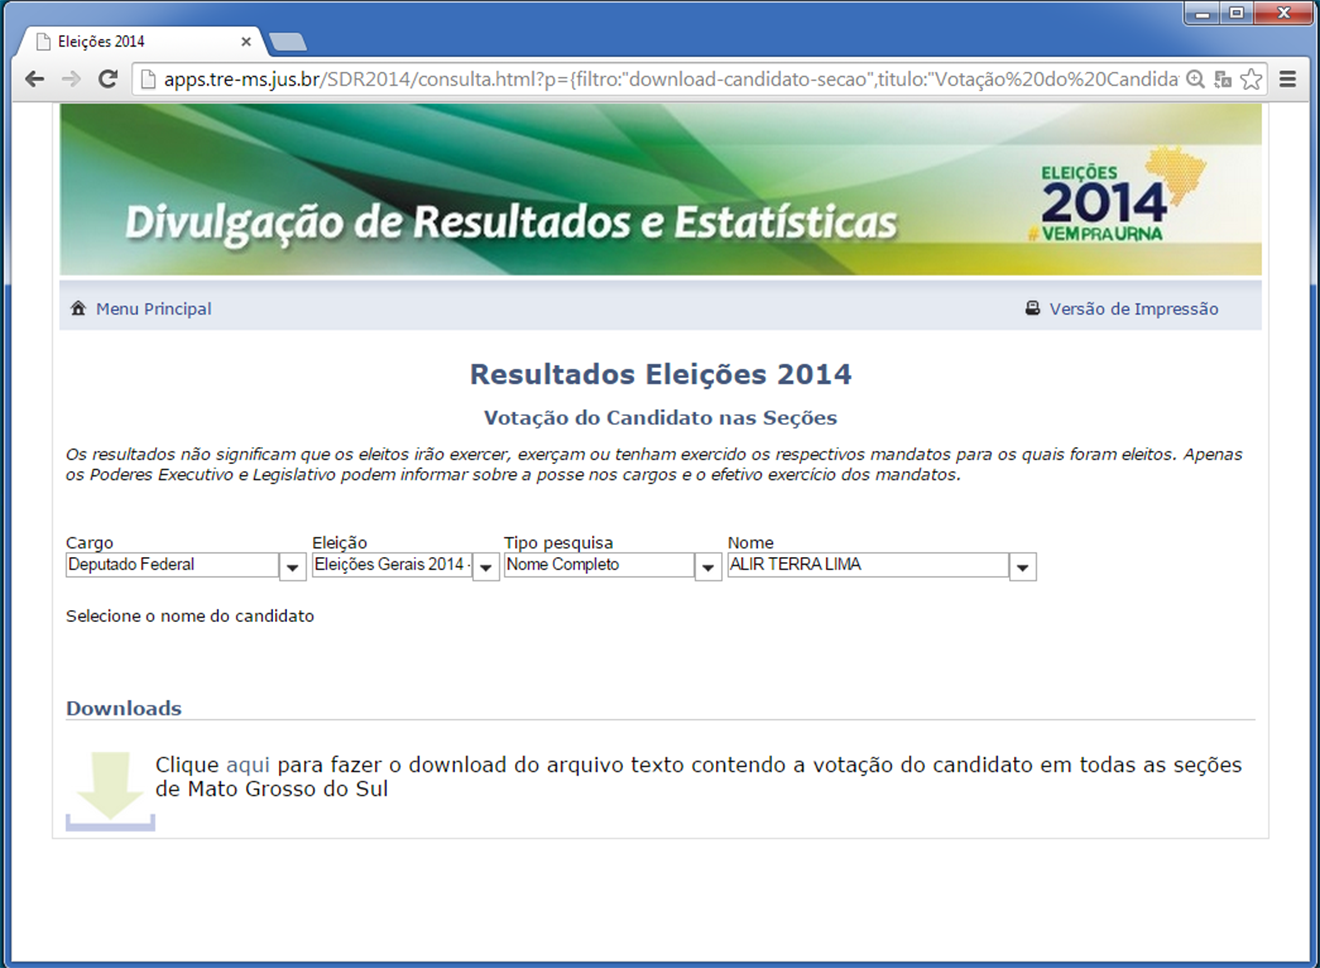 Eleições 2014
apps.tre-ms.jus.br/SDR2014/consulta.html?p={filtro:"download-candidato-secao",titulo:"Votação%20do%20Candida
Divulgação de Resultados e Estatísticas
ELEIÇÕES
2014
#VEMPRAURNA
Menu Principal
Versão de Impressão
Resultados Eleições 2014
Votação do Candidato nas Seções
Os resultados não significam que os eleitos irão exercer, exerçam ou tenham exercido os respectivos mandatos para os quais foram eleitos. Apenas
os Poderes Executivo e Legislativo podem informar sobre a posse nos cargos e o efetivo exercício dos mandatos.
Cargo Eleição Tipo pesquisa Nome
Deputado Federal Eleições Gerais 2014 - Nome Completo ALIR TERRA LIMA
Selecione o nome do candidato
Downloads
Clique aqui para fazer o download do arquivo texto contendo a votação do candidato em todas as seções
de Mato Grosso do Sul